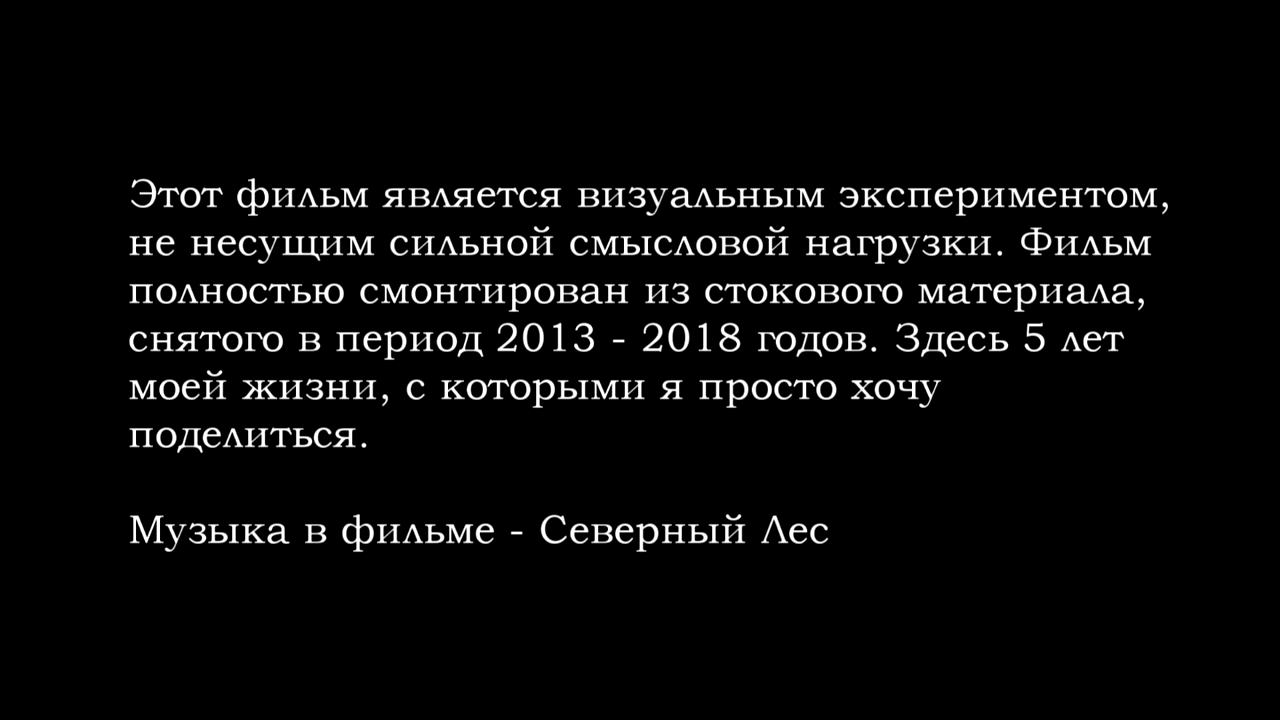 Этот фильм является визуальным экспериментом,
не несущим сильной смысловой нагрузки. Фильм
полностью смонтирован из стокового материала,
снятого в период 2013 - 2018 годов. Здесь 5 лет
моей жизни, с которыми я просто хочу
поделиться.
Музыка в фильме - Северный Лес